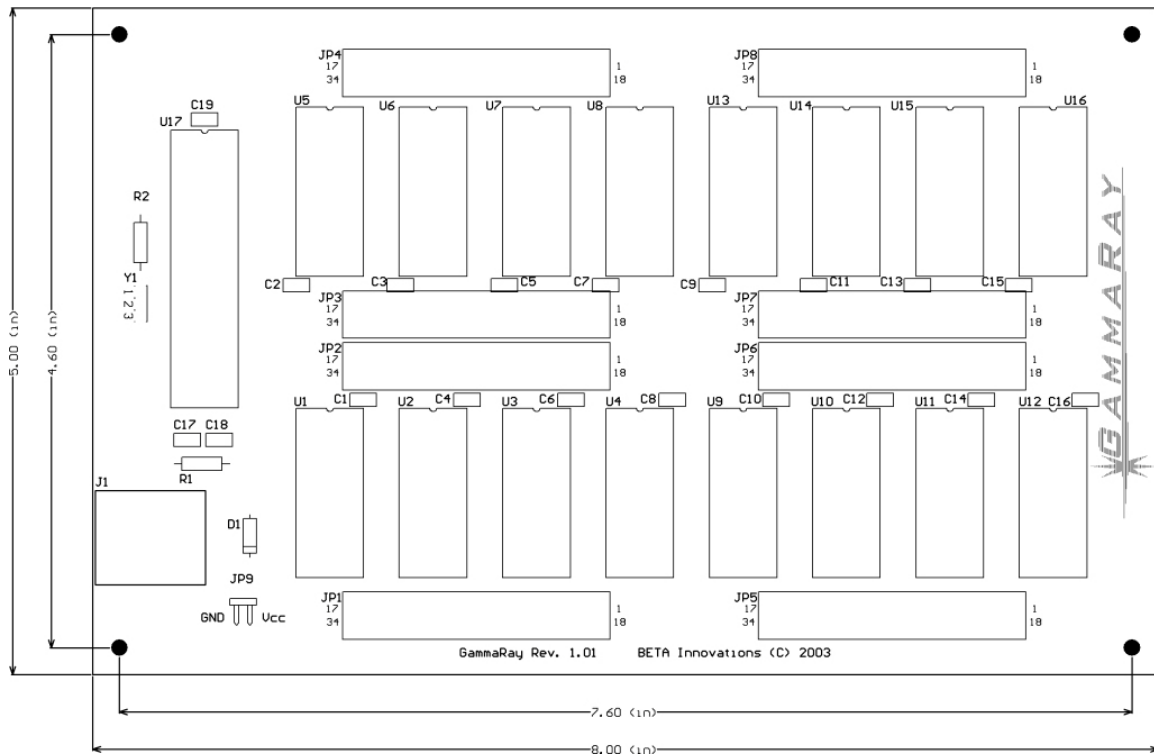 JP4
17
34
1
18
JP8
17
34
1
18
C19
U17
U5
U6
U7
U8
U13
U14
U15
U16
R2
Y1
1
2
3
C2
C3
C5
C7
C9
C11
C13
C15
JP3
17
34
1
18
JP7
17
34
1
18
JP2
17
34
1
18
JP6
17
34
1
18
U1
C1
U2
C4
U3
C6
U4
C8
U9
C10
U10
C12
U11
C14
U12
C16
C17
C18
R1
J1
D1
JP9
GND
Vcc
JP1
17
34
1
18
JP5
17
34
1
18
GammaRay Rev. 1.01
BETA Innovations (C) 2003
GAMMARAY
5.00 (in)
4.60 (in)
7.60 (in)
8.00 (in)